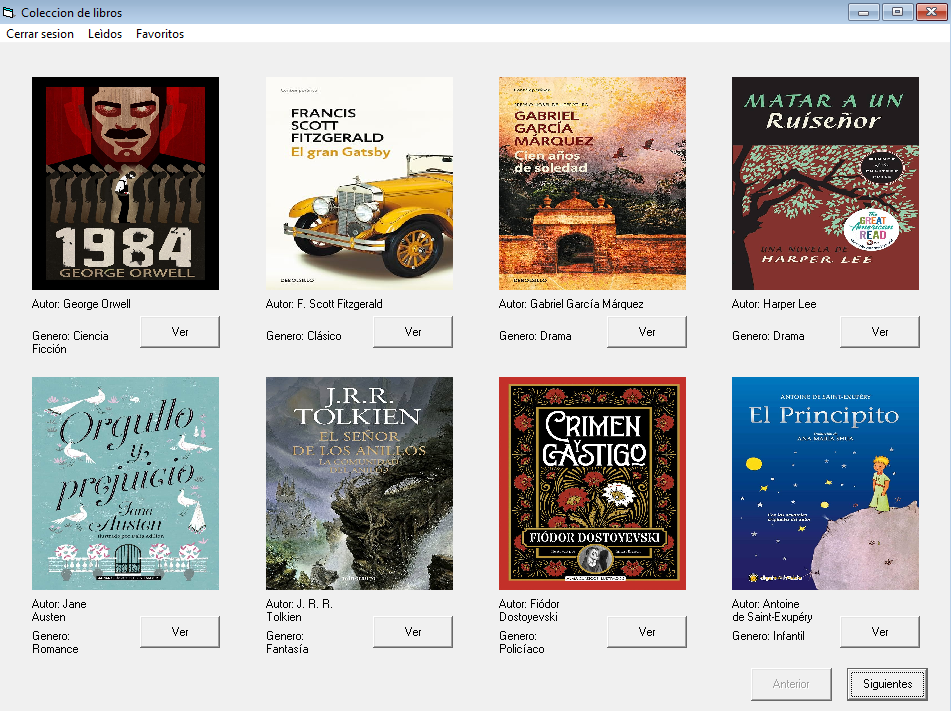 Coleccion de libros
Cerrar sesion Leidos Favoritos
1984
GEORGE ORWELL
FRANCIS
SCOTT
FITZGERALD
El gran Gatsby
GABRIEL
GARCÍA
MÁRQUEZ
Cien años
de soledad
MATAR A UN
Ruiseñor
The
GREAT
American
READ
UNA NOVELA DE
HARPER LEE
Autor: George Orwell
Genero: Ciencia
Ficción
Ver
Autor: F. Scott Fitzgerald
Genero: Clásico
Ver
Autor: Gabriel García Márquez
Genero: Drama
Ver
Autor: Harper Lee
Genero: Drama
Ver
Orgullo
y
prejuicio
Jane
Austen
J.R.R.
TOLKIEN
EL SEÑOR
DE LOS ANILLOS
LA COMUNIDAD
DEL ANILLO
CRIMEN
Y
CASTIGO
FIÓDOR DOSTOYEVSKI
ANTOINE DE SAINT-EXUPÉRY
El Principito
Autor: Jane
Austen
Genero:
Romance
Ver
Autor: J. R. R.
Tolkien
Genero:
Fantasía
Ver
Autor: Fiódor
Dostoyevski
Genero:
Policíaco
Ver
Autor: Antoine
de Saint-Exupéry
Genero: Infantil
Ver
Anterior Siguientes